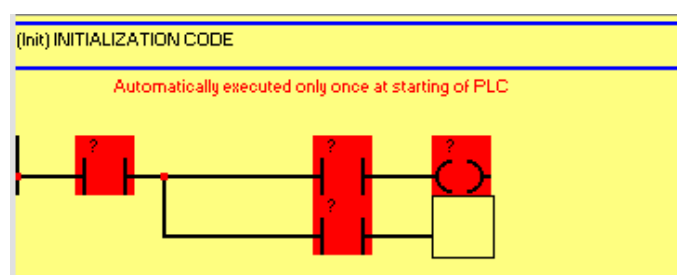 (Init) INITIALIZATION CODE
Automatically executed only once at starting of PLC
? ? ?
?